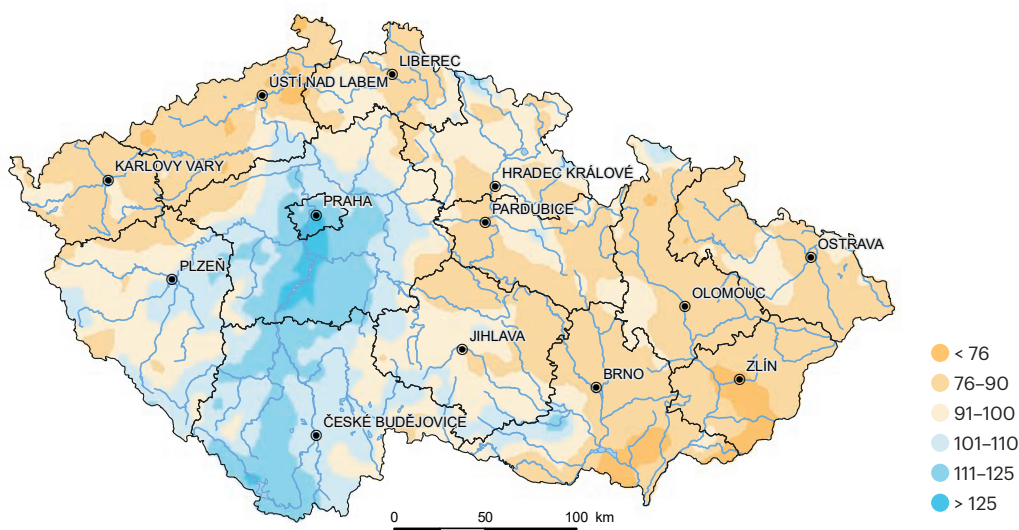 LIBEREC
ÚSTÍ NAD LABEM
KARLOVY VARY
HRADEC KRÁLOVÉ
PRAHA
PARDUBICE
OSTRAVA
PLZEŇ
OLOMOUC
JIHLAVA
ZLÍN
BRNO
ČESKÉ BUDĚJOVICE
< 76
76–90
91–100
101–110
111–125
> 125
0 50 100 km